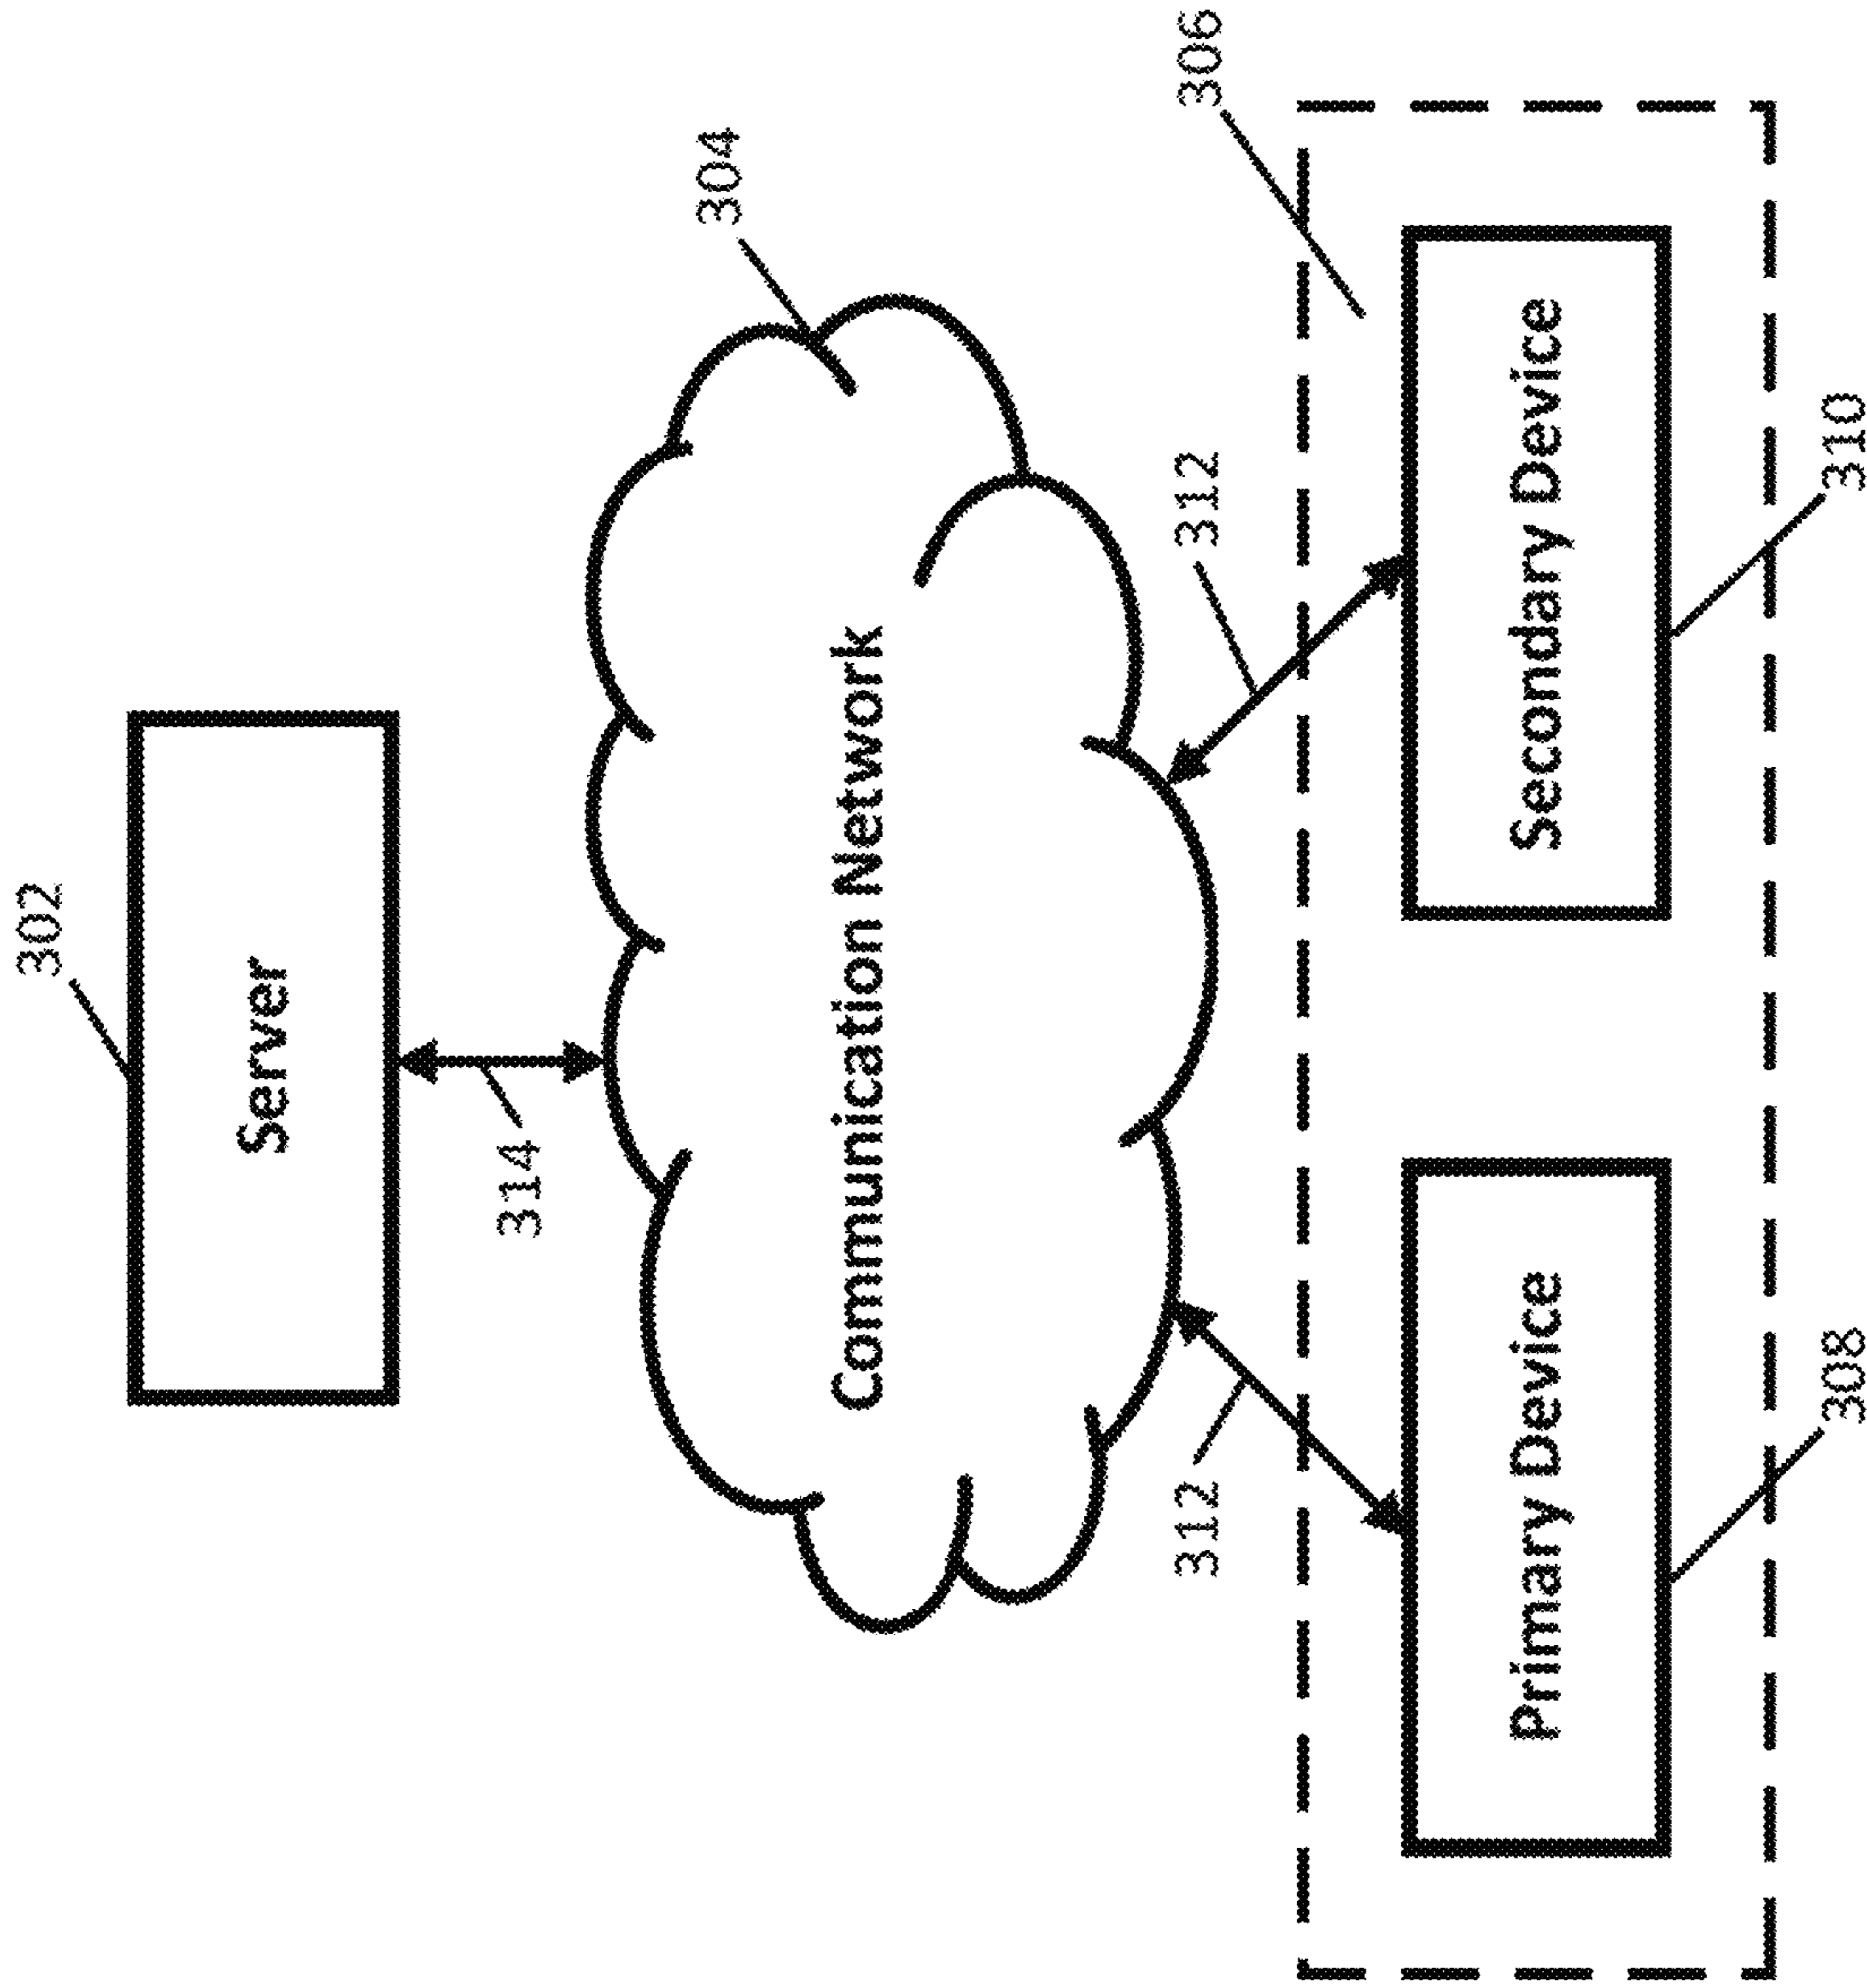 302
Server
314
304
Communication Network
312
312
306
Primary Device
Secondary Device
308
310